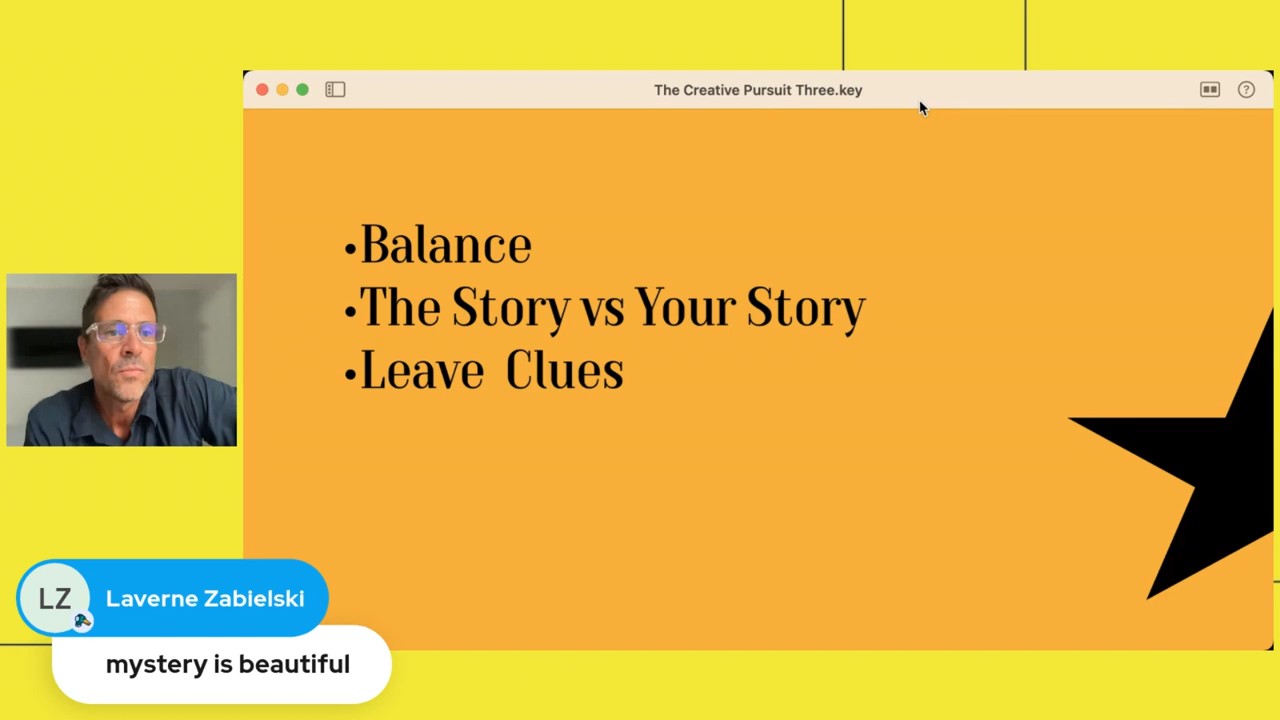 The Creative Pursuit Three.key
•Balance
•The Story vs Your Story
•Leave Clues
LZ
Laverne Zabielski
mystery is beautiful